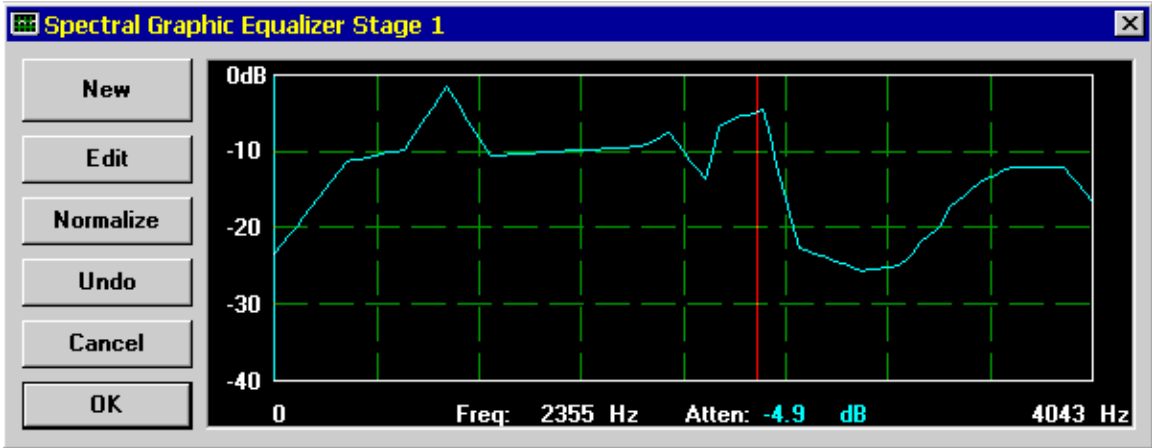 Spectral Graphic Equalizer Stage 1
New
Edit
Normalize
Undo
Cancel
OK
0dB
-10
-20
-30
-40
0 Freq: 2355 Hz Atten: -4.9 dB 4043 Hz